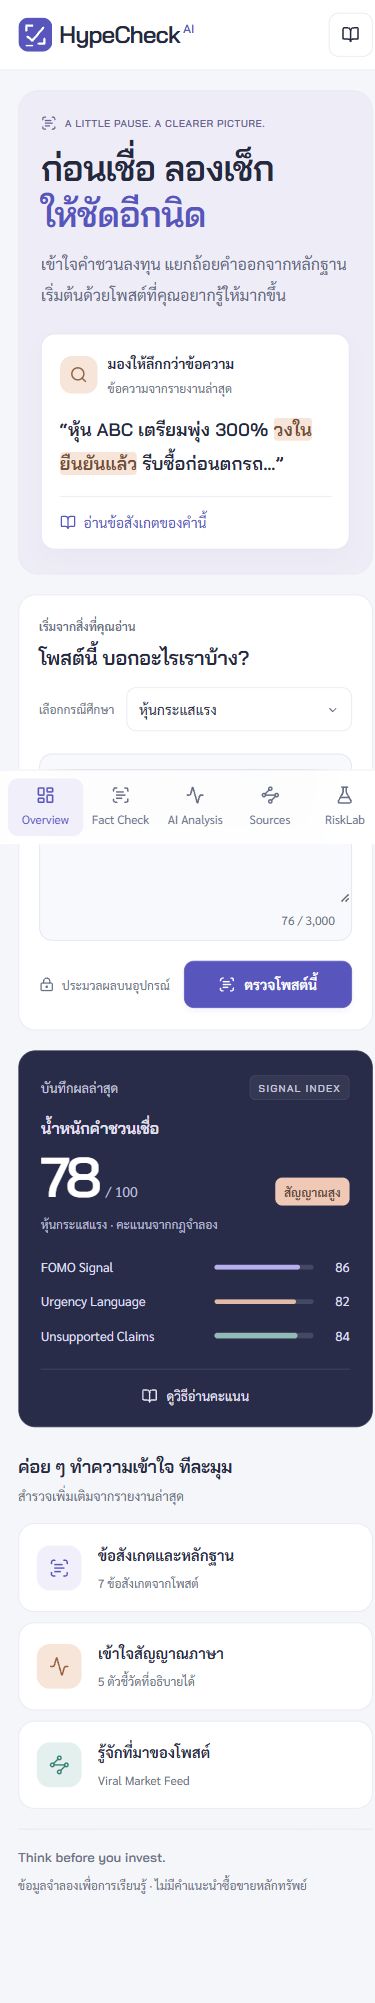 HypeCheck AI
A LITTLE PAUSE. A CLEARER PICTURE.
ก่อนเชื่อ ลองเช็ก
ให้ชัดอีกนิด
เข้าใจคำชวนลงทุน แยกถ้อยคำออกจากหลักฐาน
เริ่มต้นด้วยโพสต์ที่คุณอยากรู้ให้มากขึ้น
มองให้ลึกกว่าข้อความ
ข้อความจากรายงานล่าสุด
“หุ้น ABC เตรียมพุ่ง 300% วงใน
ยืนยันแล้ว รีบซื้อก่อนตกรถ...”
อ่านข้อสังเกตของคำนี้
เริ่มจากสิ่งที่คุณอ่าน
โพสต์นี้ บอกอะไรเราบ้าง?
เลือกกรณีศึกษา
หุ้นกระแสแรง
Overview
Fact Check
AI Analysis
Sources
RiskLab
76 / 3,000
ประมวลผลบนอุปกรณ์
ตรวจโพสต์นี้
บันทึกผลล่าสุด
SIGNAL INDEX
น้ำหนักคำชวนเชื่อ
78 / 100
สัญญาณสูง
หุ้นกระแสแรง · คะแนนจากกฎจำลอง
FOMO Signal 86
Urgency Language 82
Unsupported Claims 84
ดูวิธีอ่านคะแนน
ค่อย ๆ ทำความเข้าใจ ทีละมุม
สำรวจเพิ่มเติมจากรายงานล่าสุด
ข้อสังเกตและหลักฐาน
7 ข้อสังเกตจากโพสต์
เข้าใจสัญญาณภาษา
5 ตัวชี้วัดที่อธิบายได้
รู้จักที่มาของโพสต์
Viral Market Feed
Think before you invest.
ข้อมูลจำลองเพื่อการเรียนรู้ · ไม่มีคำแนะนำซื้อขายหลักทรัพย์